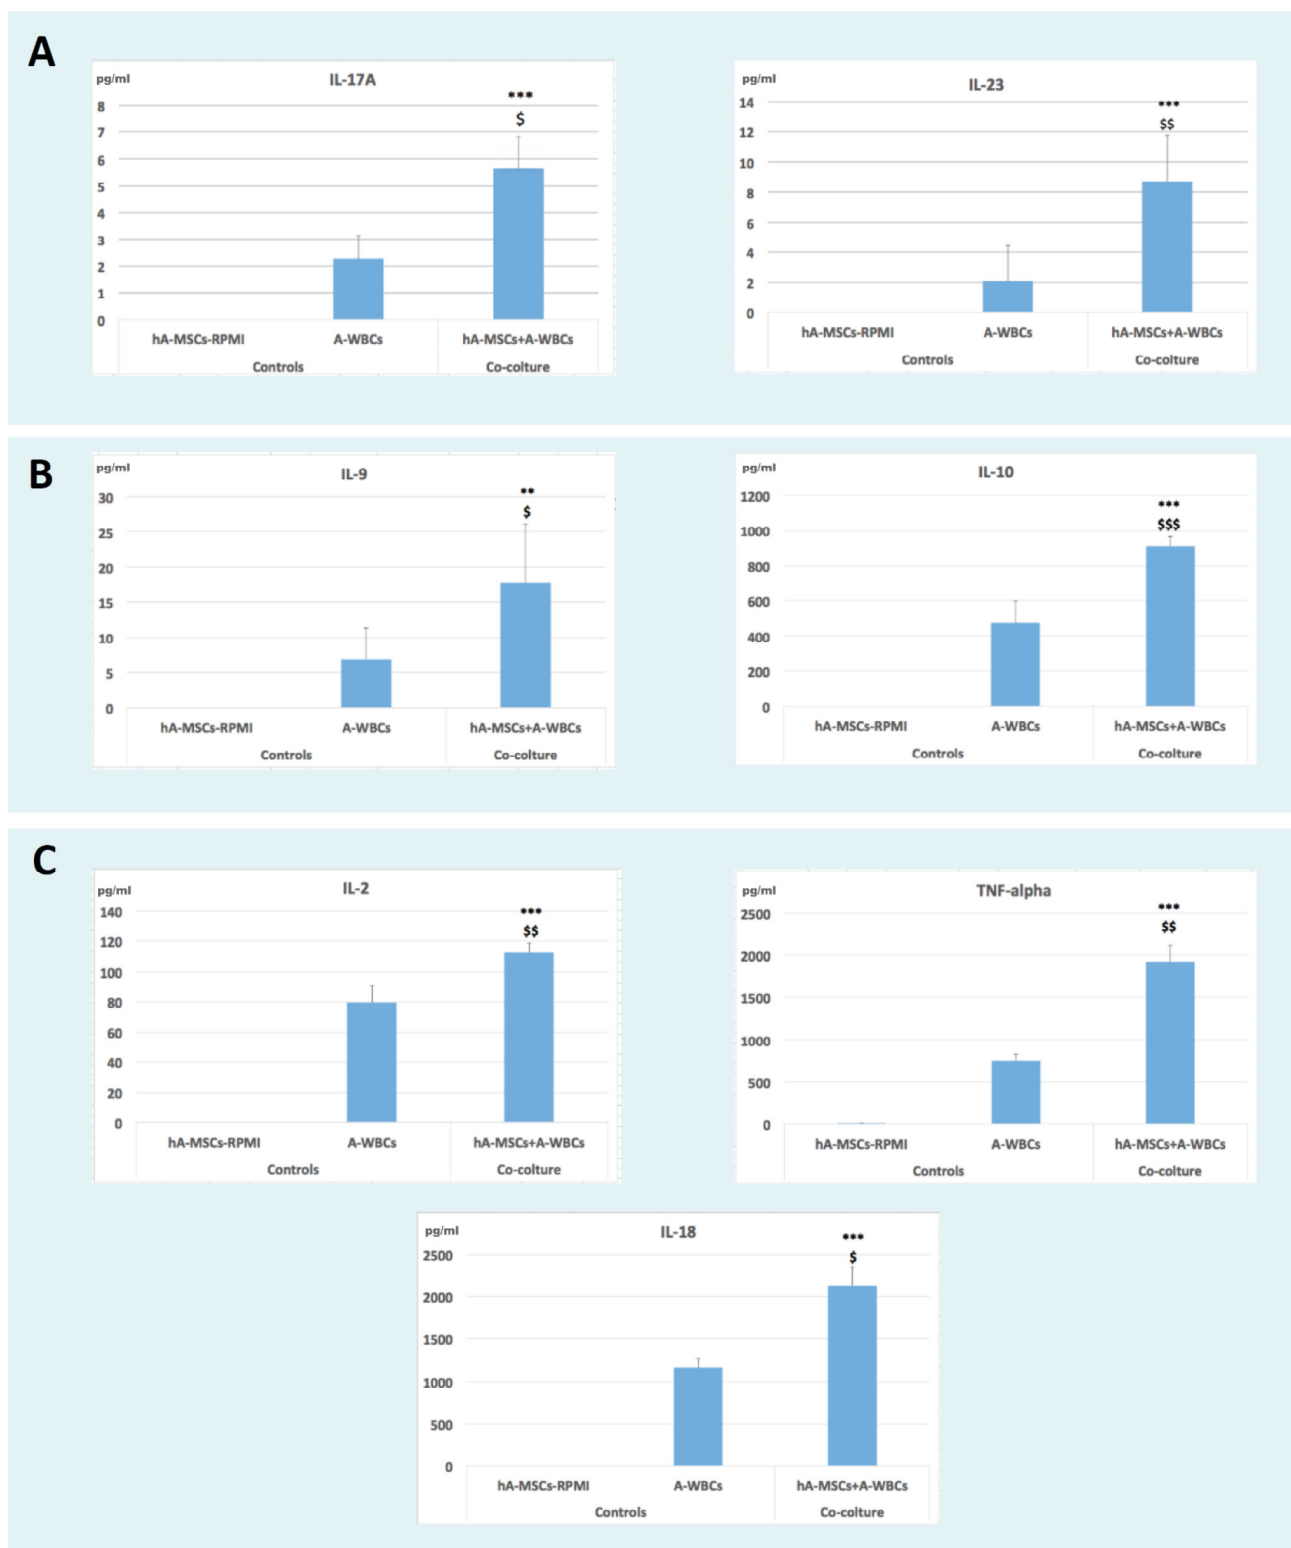 A
pg/ml
IL-17A
***
$
8
7
6
5
4
3
2
1
0
hA-MSCs-RPMI A-WBCs hA-MSCs+A-WBCs
Controls Co-colture
pg/ml
IL-23
***
$$
14
12
10
8
6
4
2
0
hA-MSCs-RPMI A-WBCs hA-MSCs+A-WBCs
Controls Co-colture
B
pg/ml
IL-9
**
$
30
25
20
15
10
5
0
hA-MSCs-RPMI A-WBCs hA-MSCs+A-WBCs
Controls Co-colture
pg/ml
IL-10
***
$$$
1200
1000
800
600
400
200
0
hA-MSCs-RPMI A-WBCs hA-MSCs+A-WBCs
Controls Co-colture
C
pg/ml
IL-2
***
$$
140
120
100
80
60
40
20
0
hA-MSCs-RPMI A-WBCs hA-MSCs+A-WBCs
Controls Co-colture
pg/ml
TNF-alpha
***
$$
2500
2000
1500
1000
500
0
hA-MSCs-RPMI A-WBCs hA-MSCs+A-WBCs
Controls Co-colture
pg/ml
IL-18
***
$
2500
2000
1500
1000
500
0
hA-MSCs-RPMI A-WBCs hA-MSCs+A-WBCs
Controls Co-colture